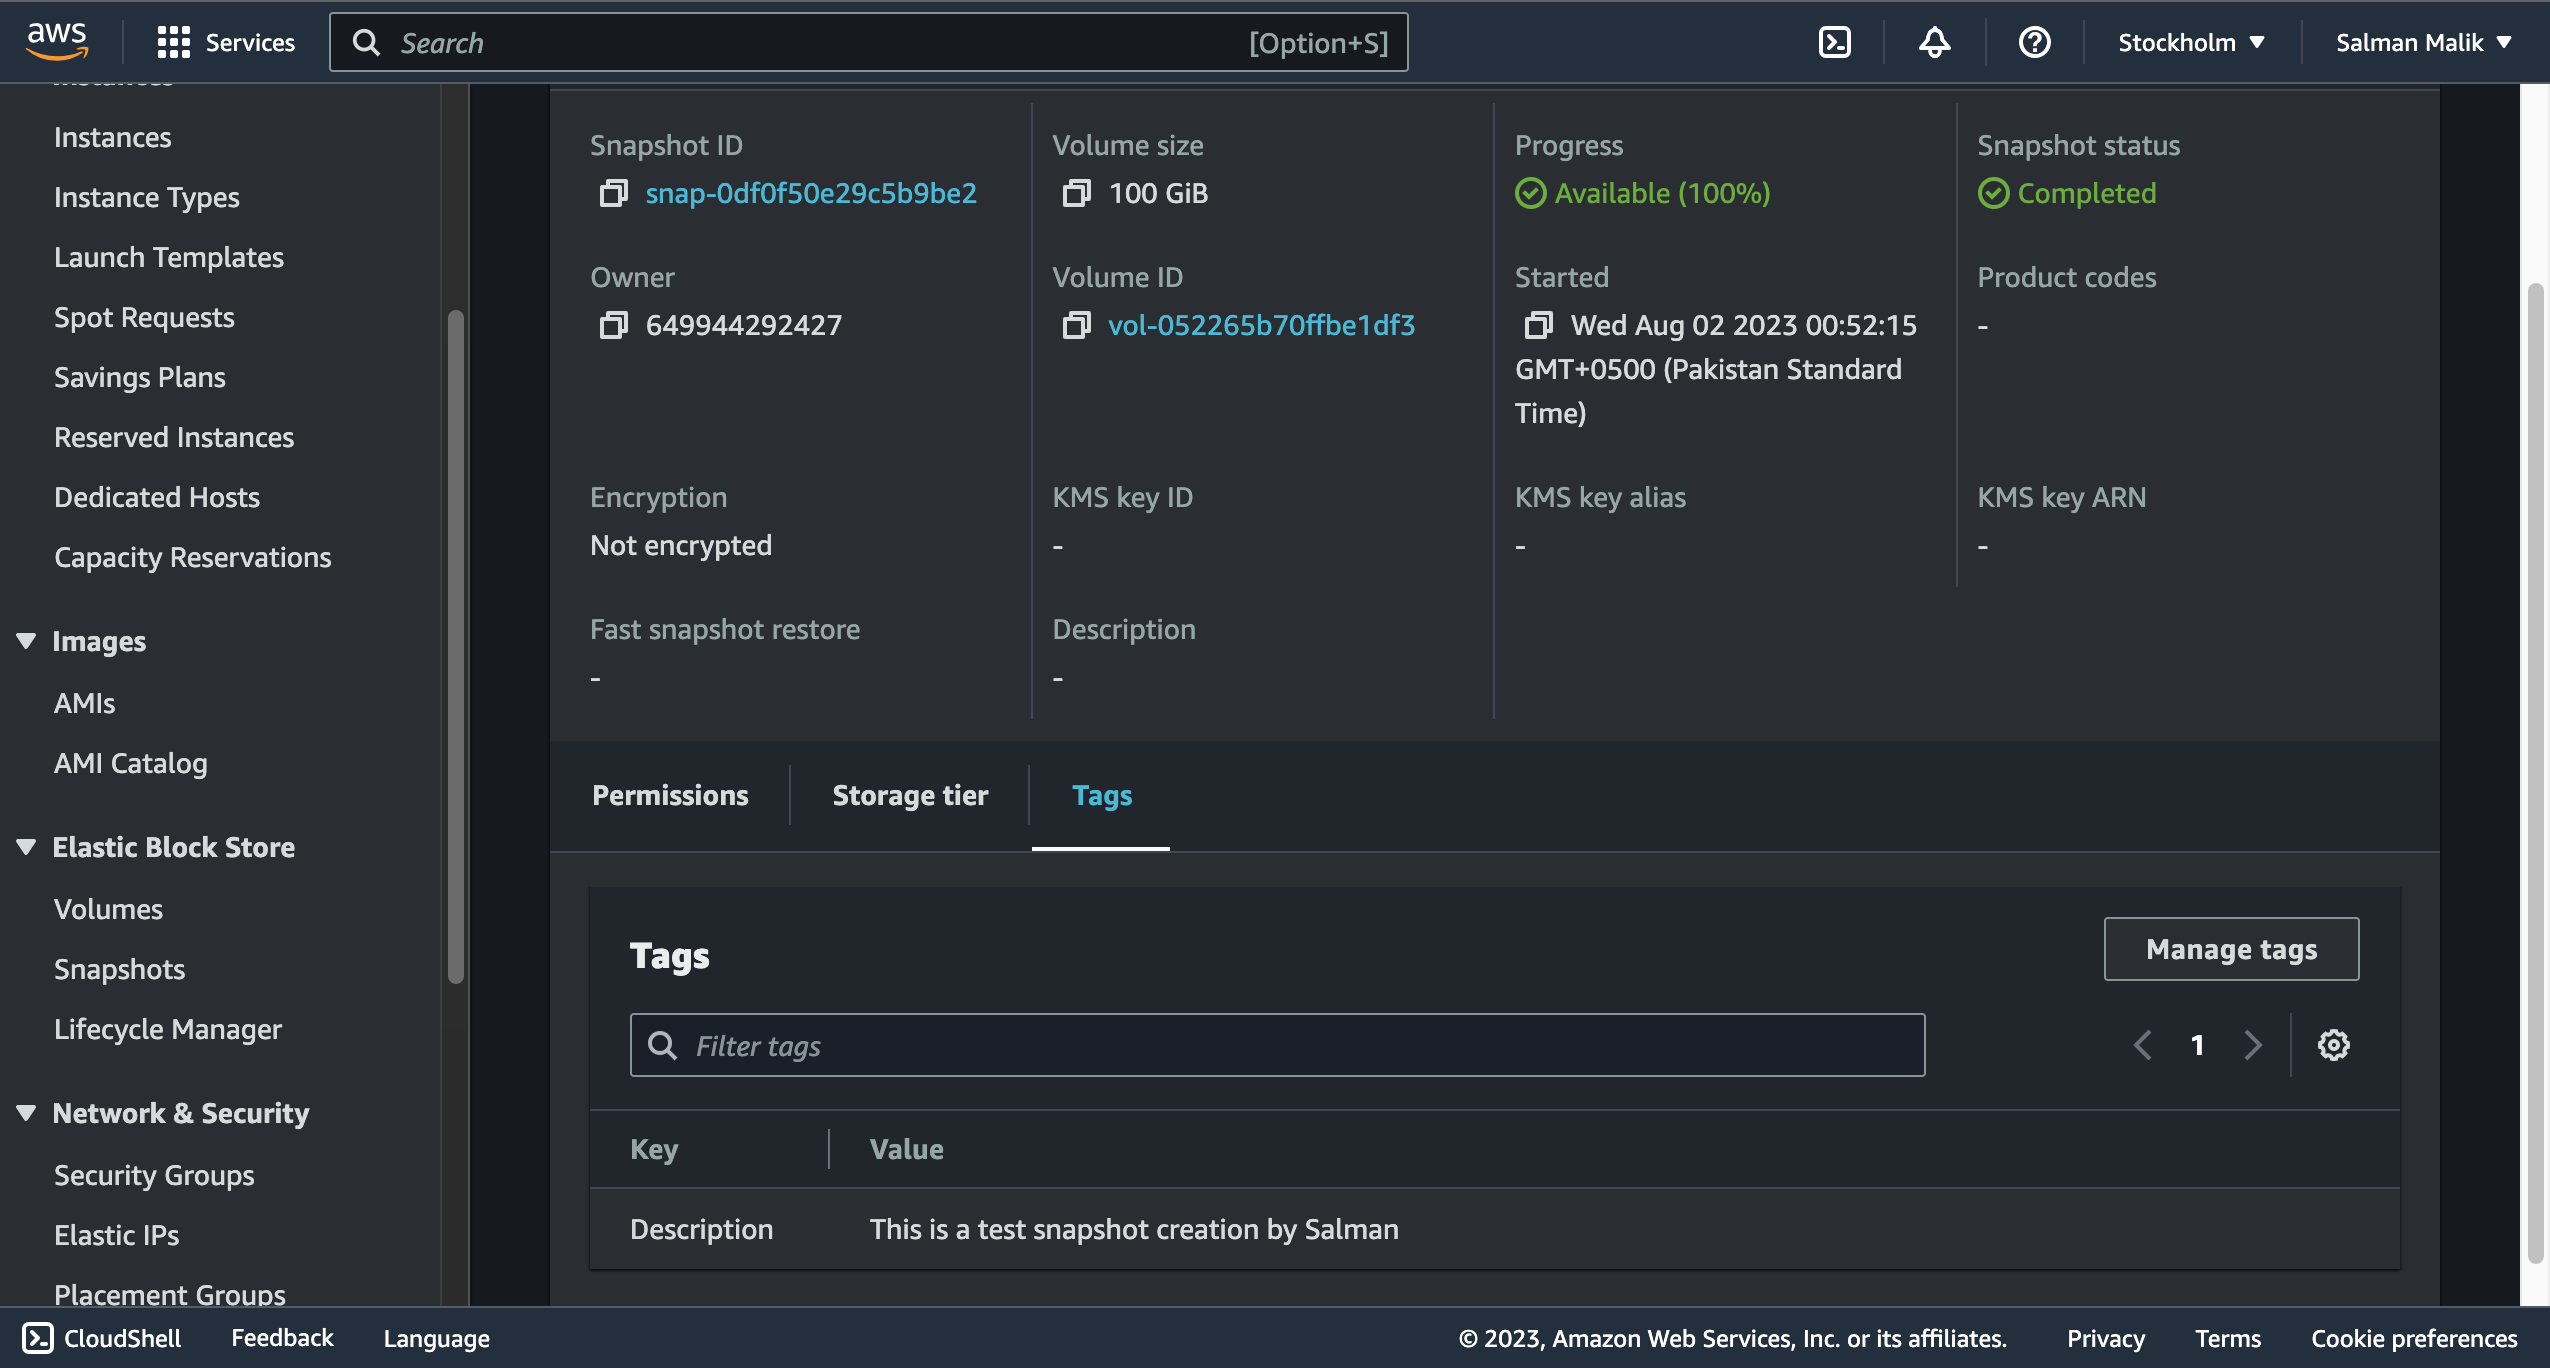 aws
Services
Search
[Option+S]
Stockholm
Salman Malik
Instances
Instances
Instance Types
Launch Templates
Spot Requests
Savings Plans
Reserved Instances
Dedicated Hosts
Capacity Reservations
Images
AMIs
AMI Catalog
Elastic Block Store
Volumes
Snapshots
Lifecycle Manager
Network & Security
Security Groups
Elastic IPs
Placement Groups
Snapshot ID
snap-0df0f50e29c5b9be2
Volume size
100 GiB
Progress
Available (100%)
Snapshot status
Completed
Owner
649944292427
Volume ID
vol-052265b70ffbe1df3
Started
Wed Aug 02 2023 00:52:15
GMT+0500 (Pakistan Standard
Time)
Product codes
-
Encryption
Not encrypted
KMS key ID
-
KMS key alias
-
KMS key ARN
-
Fast snapshot restore
-
Description
-
Permissions
Storage tier
Tags
Tags
Manage tags
Filter tags
1
Key
Value
Description
This is a test snapshot creation by Salman
CloudShell
Feedback
Language
© 2023, Amazon Web Services, Inc. or its affiliates.
Privacy
Terms
Cookie preferences